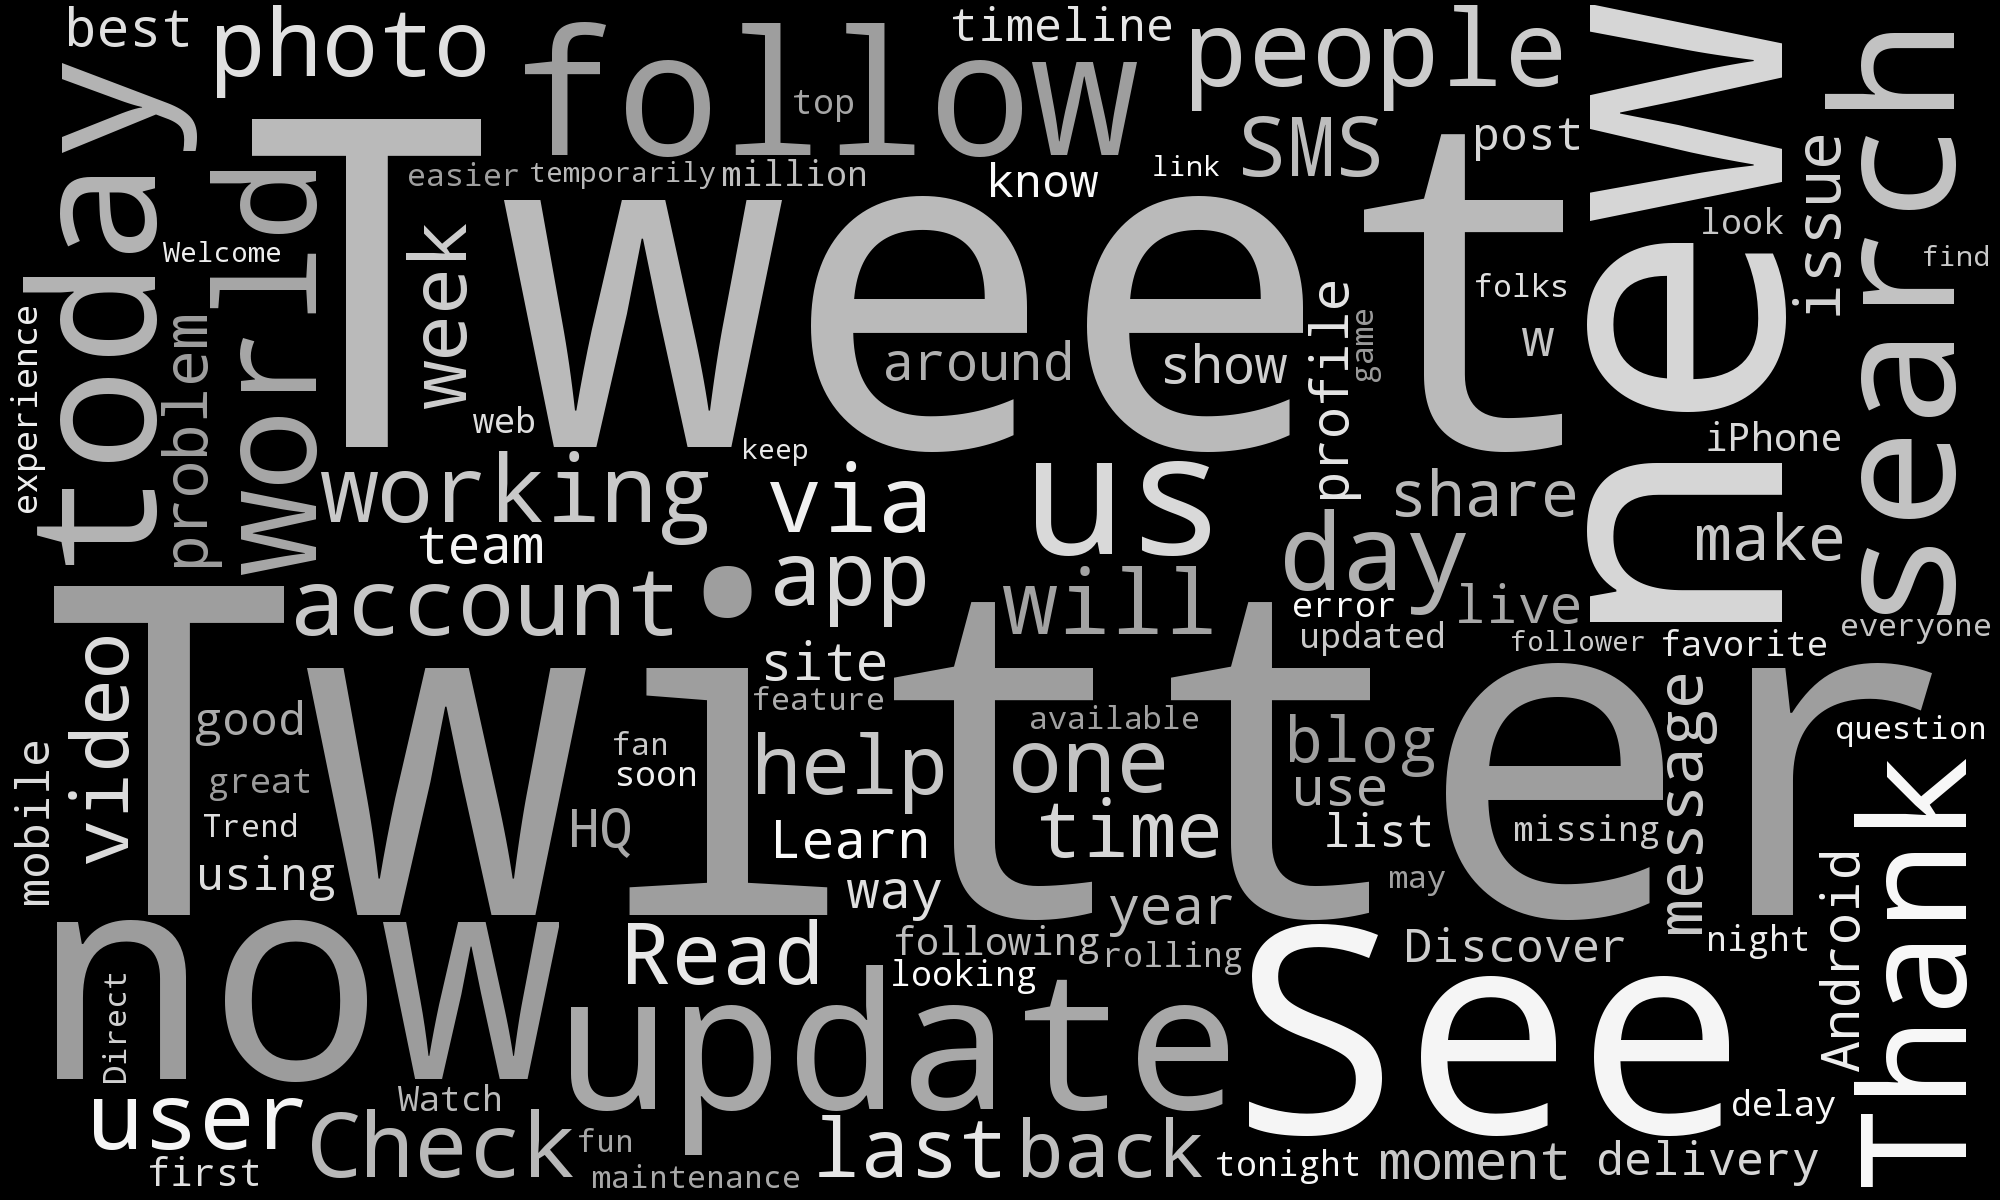 best
photo
follow
timeline
people
new
search
today
top
SMS
post
issue
Tweet
easier
temporarily
million
know
link
world
week
look
Welcome
find
folks
experience
problem
around
show
profile
game
w
web
keep
iPhone
working
via
us
share
make
team
app
day
account
will
error
live
updated
follower
favorite
everyone
Twitter
video
site
feature
good
available
blog
message
question
mobile
fan
soon
help
one
great
use
Thank
Trend
HQ
Learn
time
list
missing
using
way
may
Android
year
now
Read
following
rolling
See
Discover
night
looking
Direct
update
user
Watch
delay
Check
fun
last
back
tonight
moment
delivery
first
maintenance